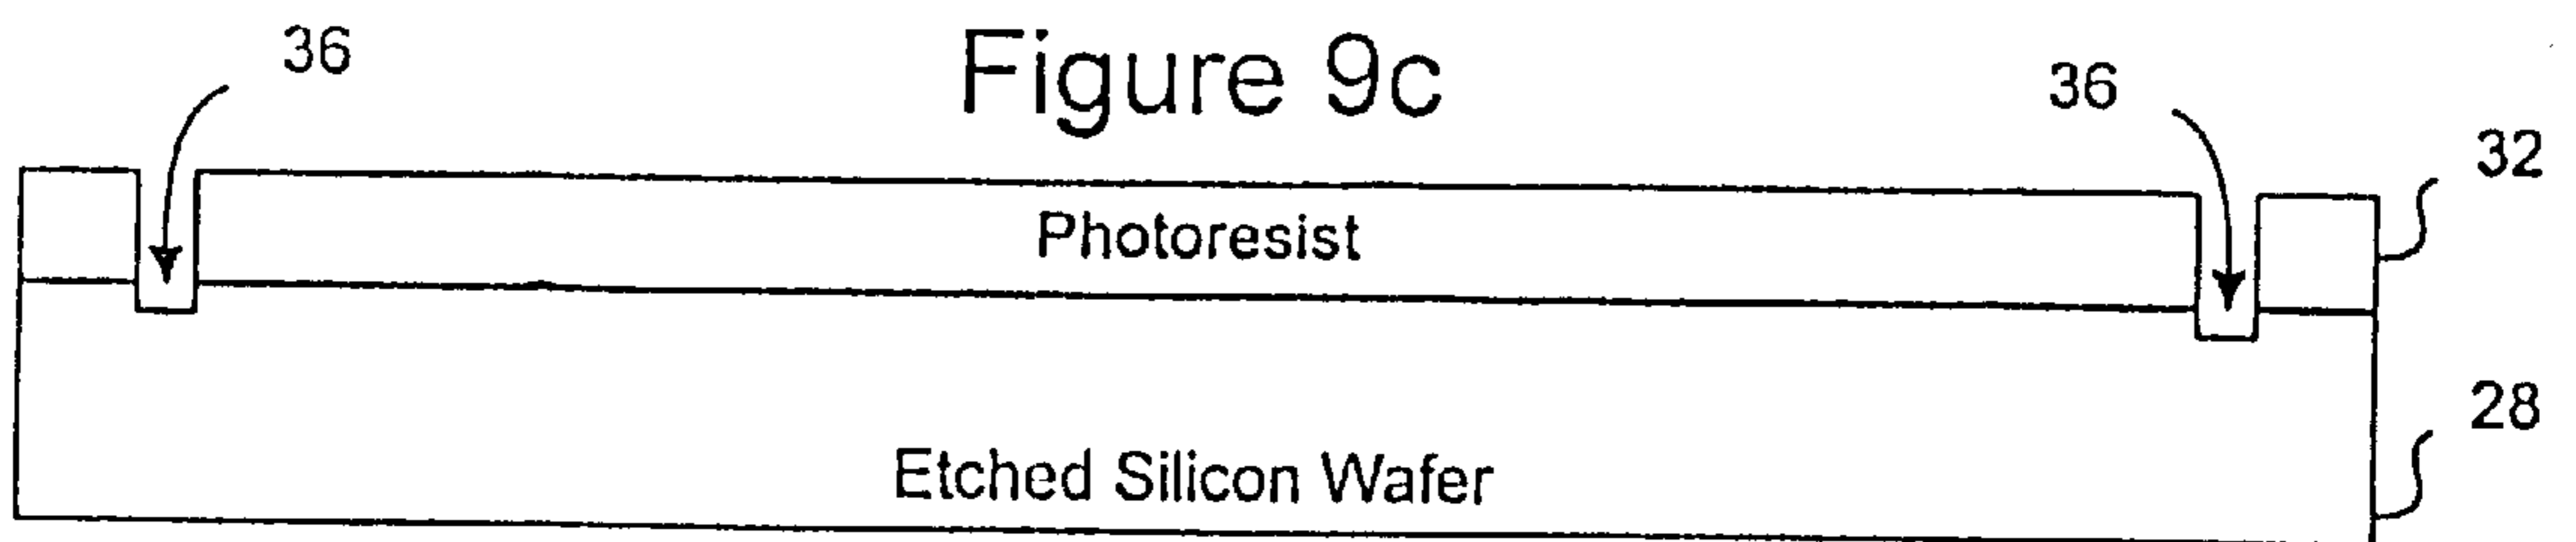 Figure 9c
36
36
32
Photoresist
28
Etched Silicon Wafer